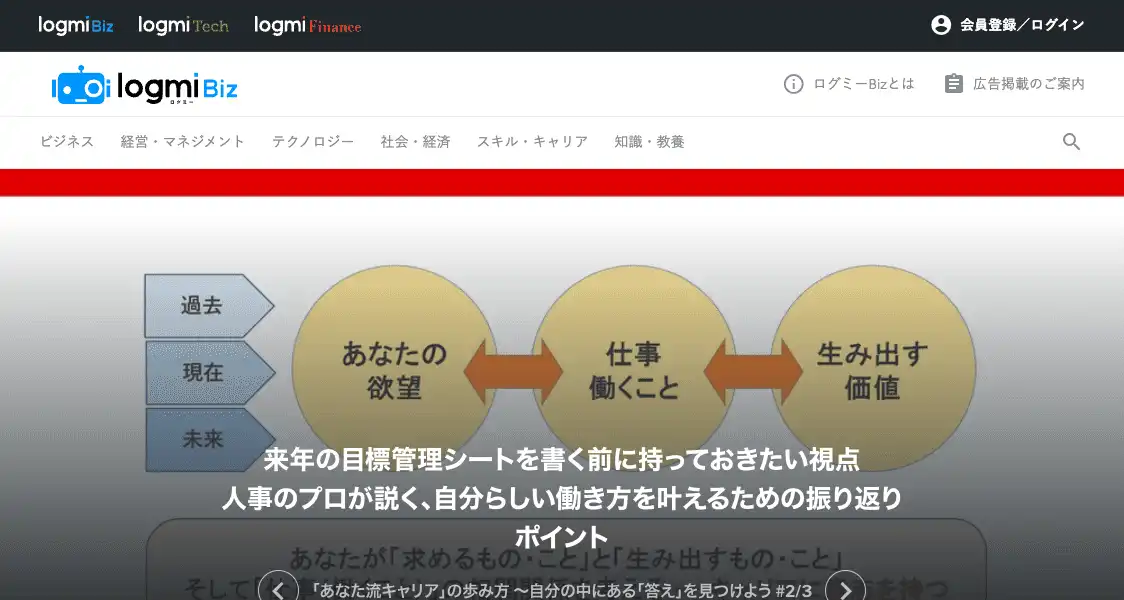 logmi Biz logmi Tech logmi Finance 会員登録／ログイン
logmi Biz ログミーBizとは 広告掲載のご案内
ログミー
ビジネス 経営・マネジメント テクノロジー 社会・経済 スキル・キャリア 知識・教養
過去
現在
未来
あなたの
欲望
仕事
働くこと
生み出す
価値
来年の目標管理シートを書く前に持っておきたい視点
人事のプロが説く、自分らしい働き方を叶えるための振り返り
ポイント
あなたが「求めるもの・こと」と「生み出すもの・こと」
そして「
「あなた流キャリア」の歩み方 〜自分の中にある「答え」を見つけよう #2/3